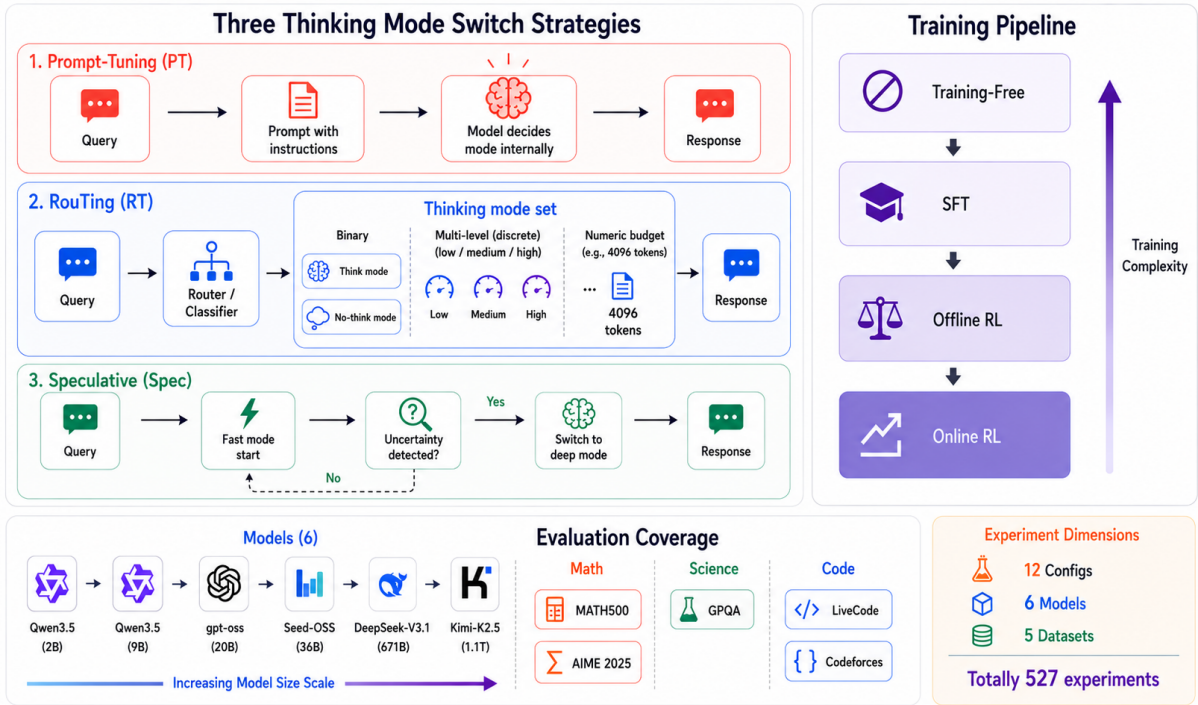 Three Thinking Mode Switch Strategies
1. Prompt-Tuning (PT)
Query
Prompt with
instructions
Model decides
mode internally
Response
2. RouTing (RT)
Query
Router /
Classifier
Thinking mode set
Binary
Think mode
No-think mode
Multi-level (discrete)
(low / medium / high)
Low
Medium
High
Numeric budget
(e.g., 4096 tokens)
...
4096
tokens
Response
3. Speculative (Spec)
Query
Fast mode
start
Uncertainty
detected?
Yes
No
Switch to
deep mode
Response
Training Pipeline
Training-Free
SFT
Offline RL
Online RL
Training
Complexity
Models (6)
Qwen3.5
(2B)
Qwen3.5
(9B)
gpt-oss
(20B)
Seed-OSS
(36B)
DeepSeek-V3.1
(671B)
Kimi-K2.5
(1.1T)
Increasing Model Size Scale
Evaluation Coverage
Math
MATH500
AIME 2025
Science
GPQA
Code
LiveCode
Codeforces
Experiment Dimensions
12 Configs
6 Models
5 Datasets
Totally 527 experiments